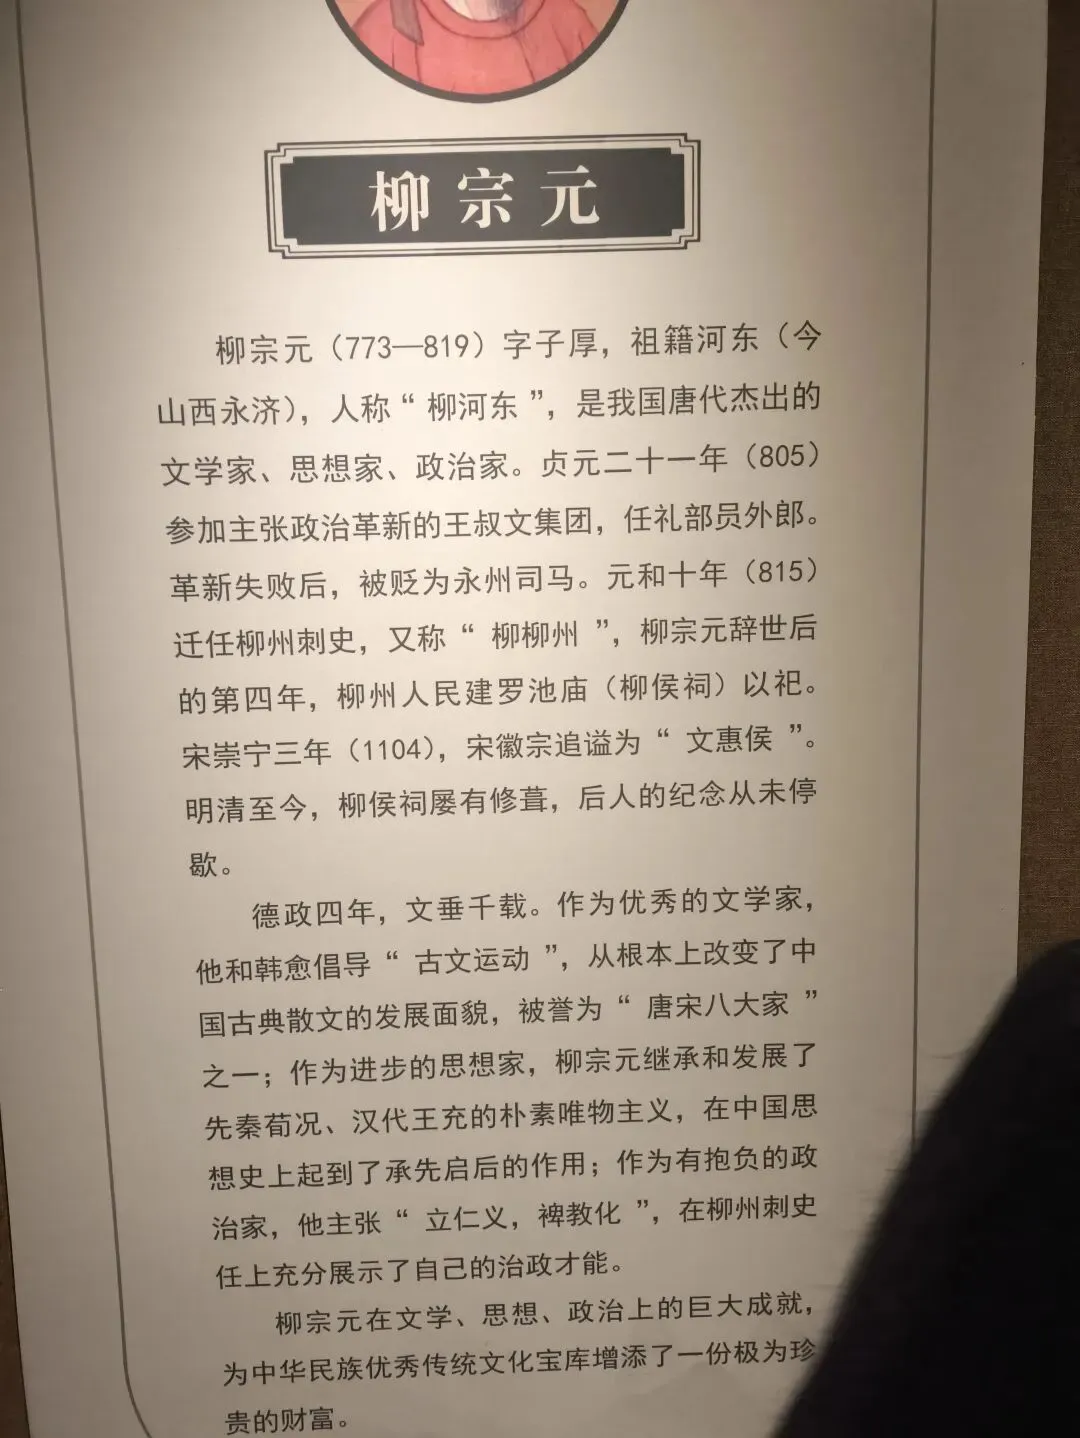 柳宗元
柳宗元（773—819）字子厚，祖籍河东（今
山西永济），人称“柳河东”，是我国唐代杰出的
文学家、思想家、政治家。贞元二十一年（805）
参加主张政治革新的王叔文集团，任礼部员外郎。
革新失败后，被贬为永州司马。元和十年（815）
迁任柳州刺史，又称“柳柳州”，柳宗元辞世后
的第四年，柳州人民建罗池庙（柳侯祠）以祀。
宋崇宁三年（1104），宋徽宗追谥为“文惠侯”。
明清至今，柳侯祠屡有修葺，后人的纪念从未停
歇。
德政四年，文垂千载。作为优秀的文学家，
他和韩愈倡导“古文运动”，从根本上改变了中
国古典散文的发展面貌，被誉为“唐宋八大家”
之一；作为进步的思想家，柳宗元继承和发展了
先秦荀况、汉代王充的朴素唯物主义，在中国思
想史上起到了承先启后的作用；作为有抱负的政
治家，他主张“立仁义，裨教化”，在柳州刺史
任上充分展示了自己的治政才能。
柳宗元在文学、思想、政治上的巨大成就，
为中华民族优秀传统文化宝库增添了一份极为珍
贵的财富。